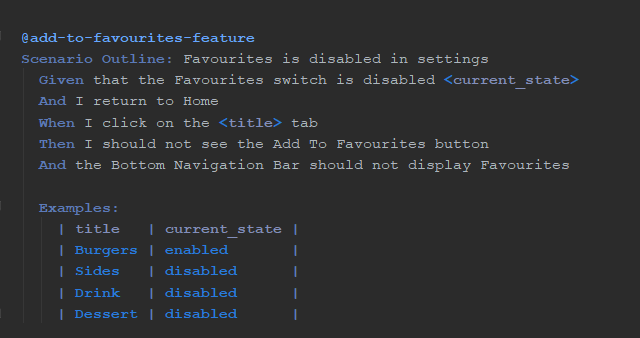 @add-to-favourites-feature
Scenario Outline: Favourites is disabled in settings
Given that the Favourites switch is disabled <current_state>
And I return to Home
When I click on the <title> tab
Then I should not see the Add To Favourites button
And the Bottom Navigation Bar should not display Favourites
Examples:
| title | current_state |
| Burgers | enabled |
| Sides | disabled |
| Drink | disabled |
| Dessert | disabled |